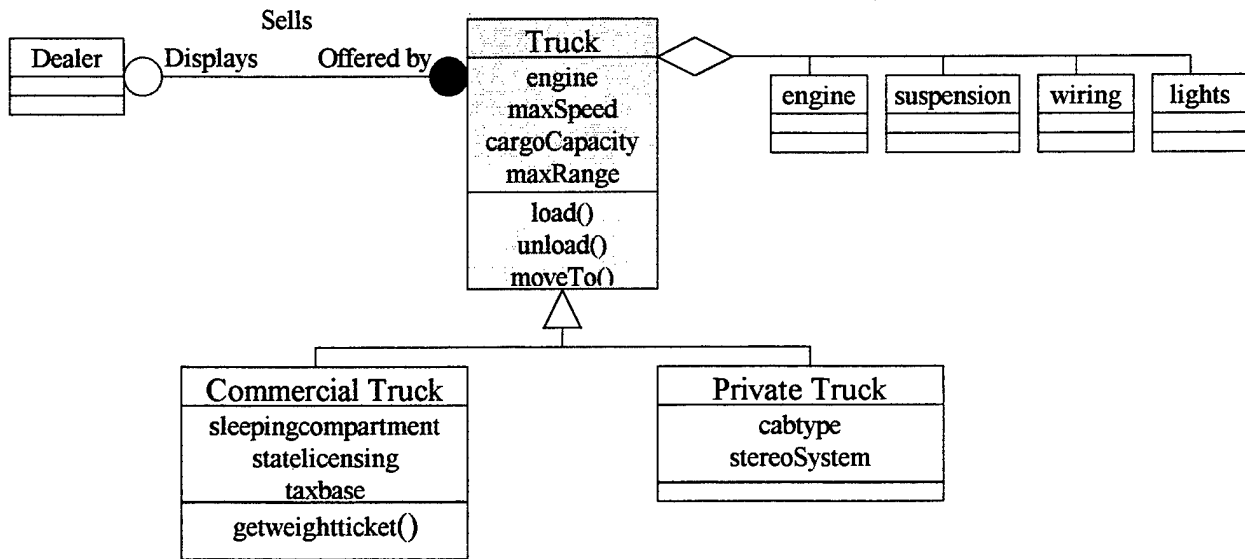 Sells
Dealer
Displays
Offered by
Truck
engine
maxSpeed
cargoCapacity
maxRange
load()
unload()
moveTo()
engine
suspension
wiring
lights
Commercial Truck
sleepingcompartment
statelicensing
taxbase
getweightticket()
Private Truck
cabtype
stereoSystem